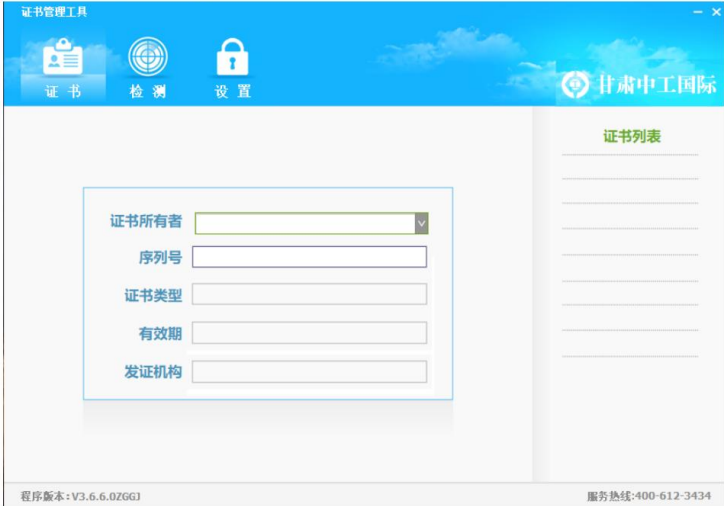 证书管理工具
证书
检测
设置
甘肃中工国际
证书列表
证书所有者
序列号
证书类型
有效期
发证机构
程序版本:V3.6.6.0ZGGJ
服务热线:400-612-3434